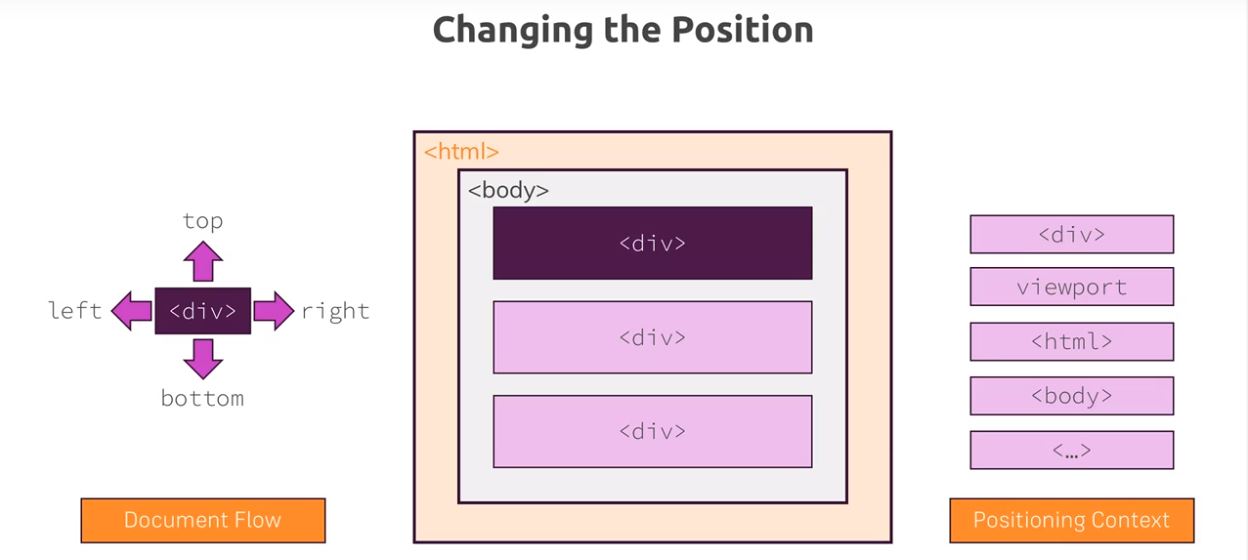 Changing the Position
top
left
<div>
right
bottom
Document Flow
<html>
<body>
<div>
<div>
<div>
<div>
viewport
<html>
<body>
<…>
Positioning Context